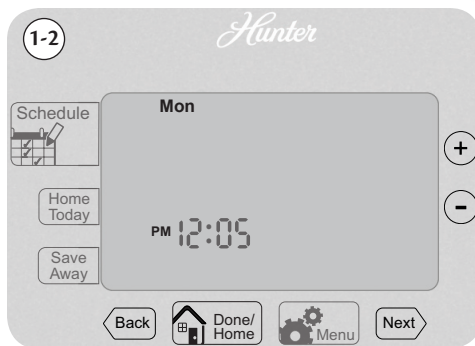 1-2
Hunter
Schedule
Mon
+
Home
Today
-
PM 12:05
Save
Away
Back
Done/
Home
Menu
Next